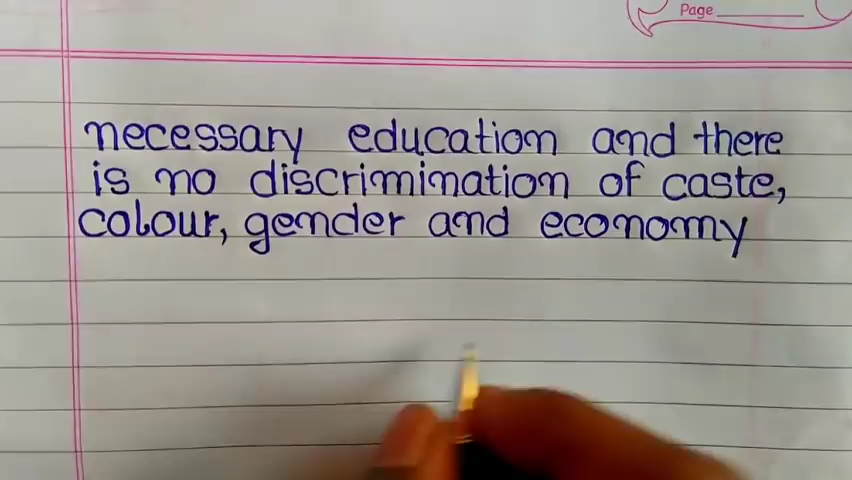 Page
necessary education and there
is no discrimination of caste,
colour, gender and economy